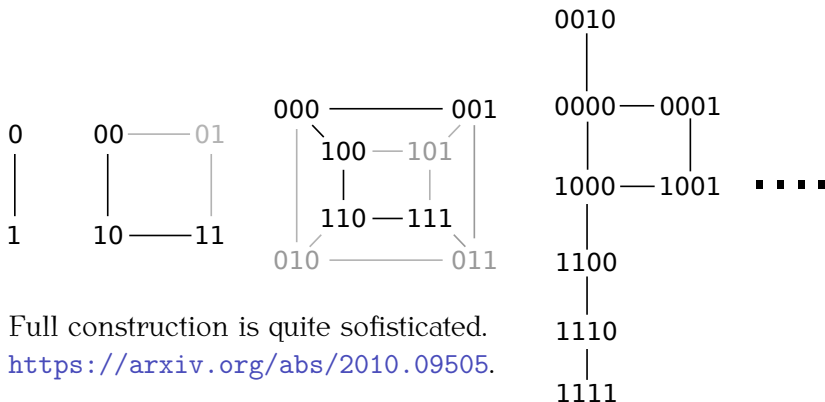 0010
000 001 0000 0001
0 00 01
100 101
1000 1001
110 111
1 10 11
010 011 1100
Full construction is quite sofisticated.
1110
https://arxiv.org/abs/2010.09505.
1111